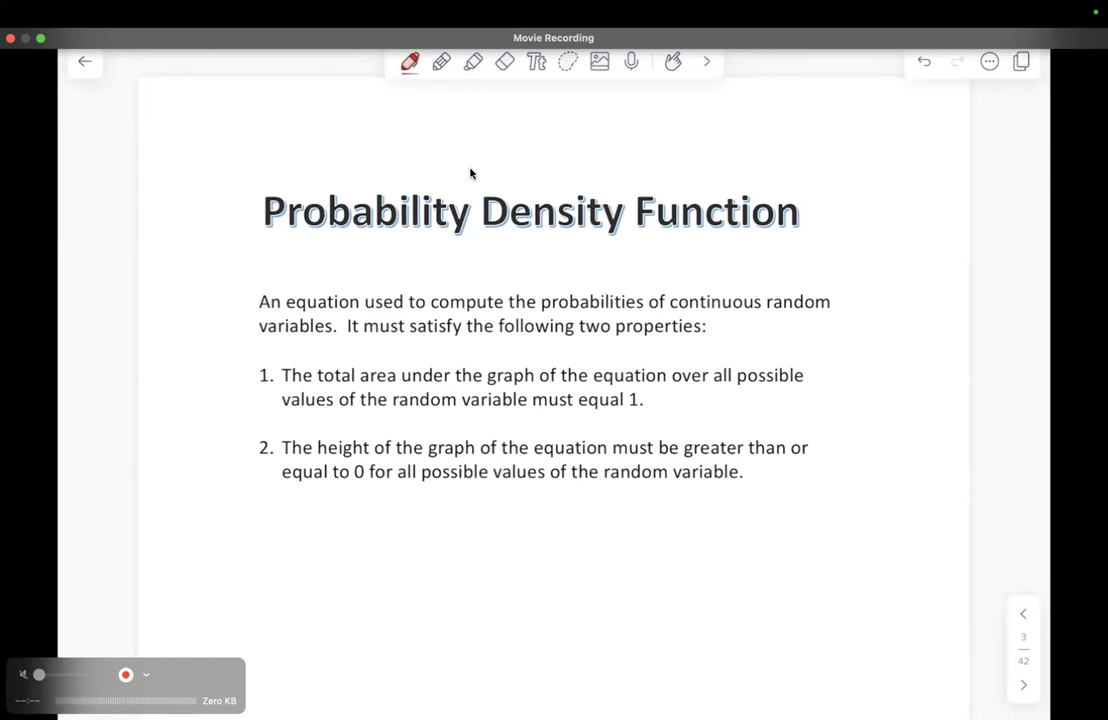 Movie Recording
Tt
Probability Density Function
An equation used to compute the probabilities of continuous random
variables. It must satisfy the following two properties:
1. The total area under the graph of the equation over all possible
values of the random variable must equal 1.
2. The height of the graph of the equation must be greater than or
equal to 0 for all possible values of the random variable.
3
42
--:--
Zero KB